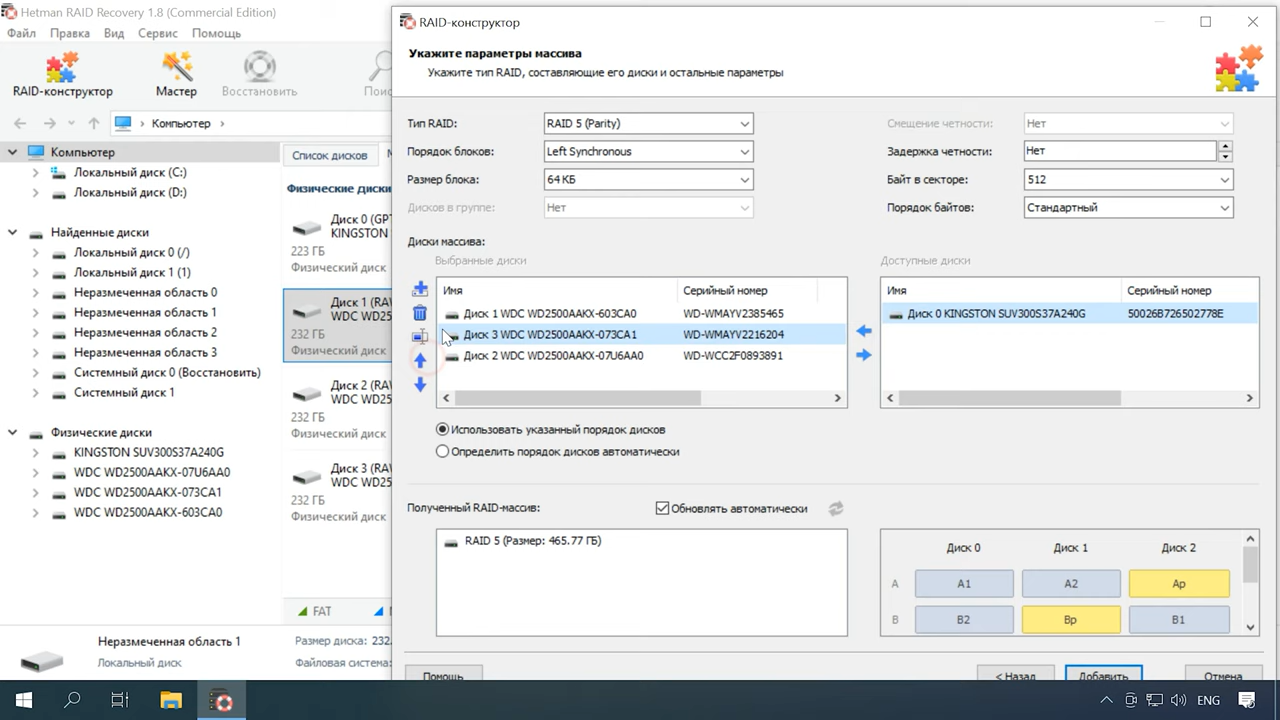 Hetman RAID Recovery 1.8 (Commercial Edition)
Файл Правка Вид Сервис Помощь
RAID-конструктор Мастер Восстановить
Компьютер
Компьютер
Локальный диск (C:)
Локальный диск (D:)
Найденные диски
Локальный диск 0 (/)
Локальный диск 1 (1)
Неразмеченная область 0
Неразмеченная область 1
Неразмеченная область 2
Неразмеченная область 3
Системный диск 0 (Восстановить)
Системный диск 1
Физические диски
KINGSTON SUV300S37A240G
WDC WD2500AAKX-07U6AA0
WDC WD2500AAKX-073CA1
WDC WD2500AAKX-603CA0
Список дисков
Физические диски
Диск 0 (GPT
KINGSTON
223 ГБ
Физический диск
Диск 1 (RAW
WDC WD25
232 ГБ
Физический диск
Диск 2 (RAW
WDC WD25
232 ГБ
Физический диск
Диск 3 (RAW
WDC WD25
232 ГБ
Физический диск
FAT
Неразмеченная область 1
Локальный диск
Размер диска: 232.
Файловая система:
RAID-конструктор
Укажите параметры массива
Укажите тип RAID, составляющие его диски и остальные параметры
Тип RAID: RAID 5 (Parity)
Порядок блоков: Left Synchronous
Размер блока: 64 КБ
Дисков в группе: Нет
Смещение четности: Нет
Задержка четности: Нет
Байт в секторе: 512
Порядок байтов: Стандартный
Диски массива:
Выбранные диски
Имя Серийный номер
Диск 1 WDC WD2500AAKX-603CA0 WD-WMAYV2385465
Диск 3 WDC WD2500AAKX-073CA1 WD-WMAYV2216204
Диск 2 WDC WD2500AAKX-07U6AA0 WD-WCC2F0893891
Доступные диски
Имя Серийный номер
Диск 0 KINGSTON SUV300S37A240G 50026B726502778E
Использовать указанный порядок дисков
Определить порядок дисков автоматически
Полученный RAID-массив:
Обновлять автоматически
RAID 5 (Размер: 465.77 ГБ)
Диск 0 Диск 1 Диск 2
A A1 A2 Ap
B B2 Bp B1
Помощь < Назад Добавить Отмена
ENG